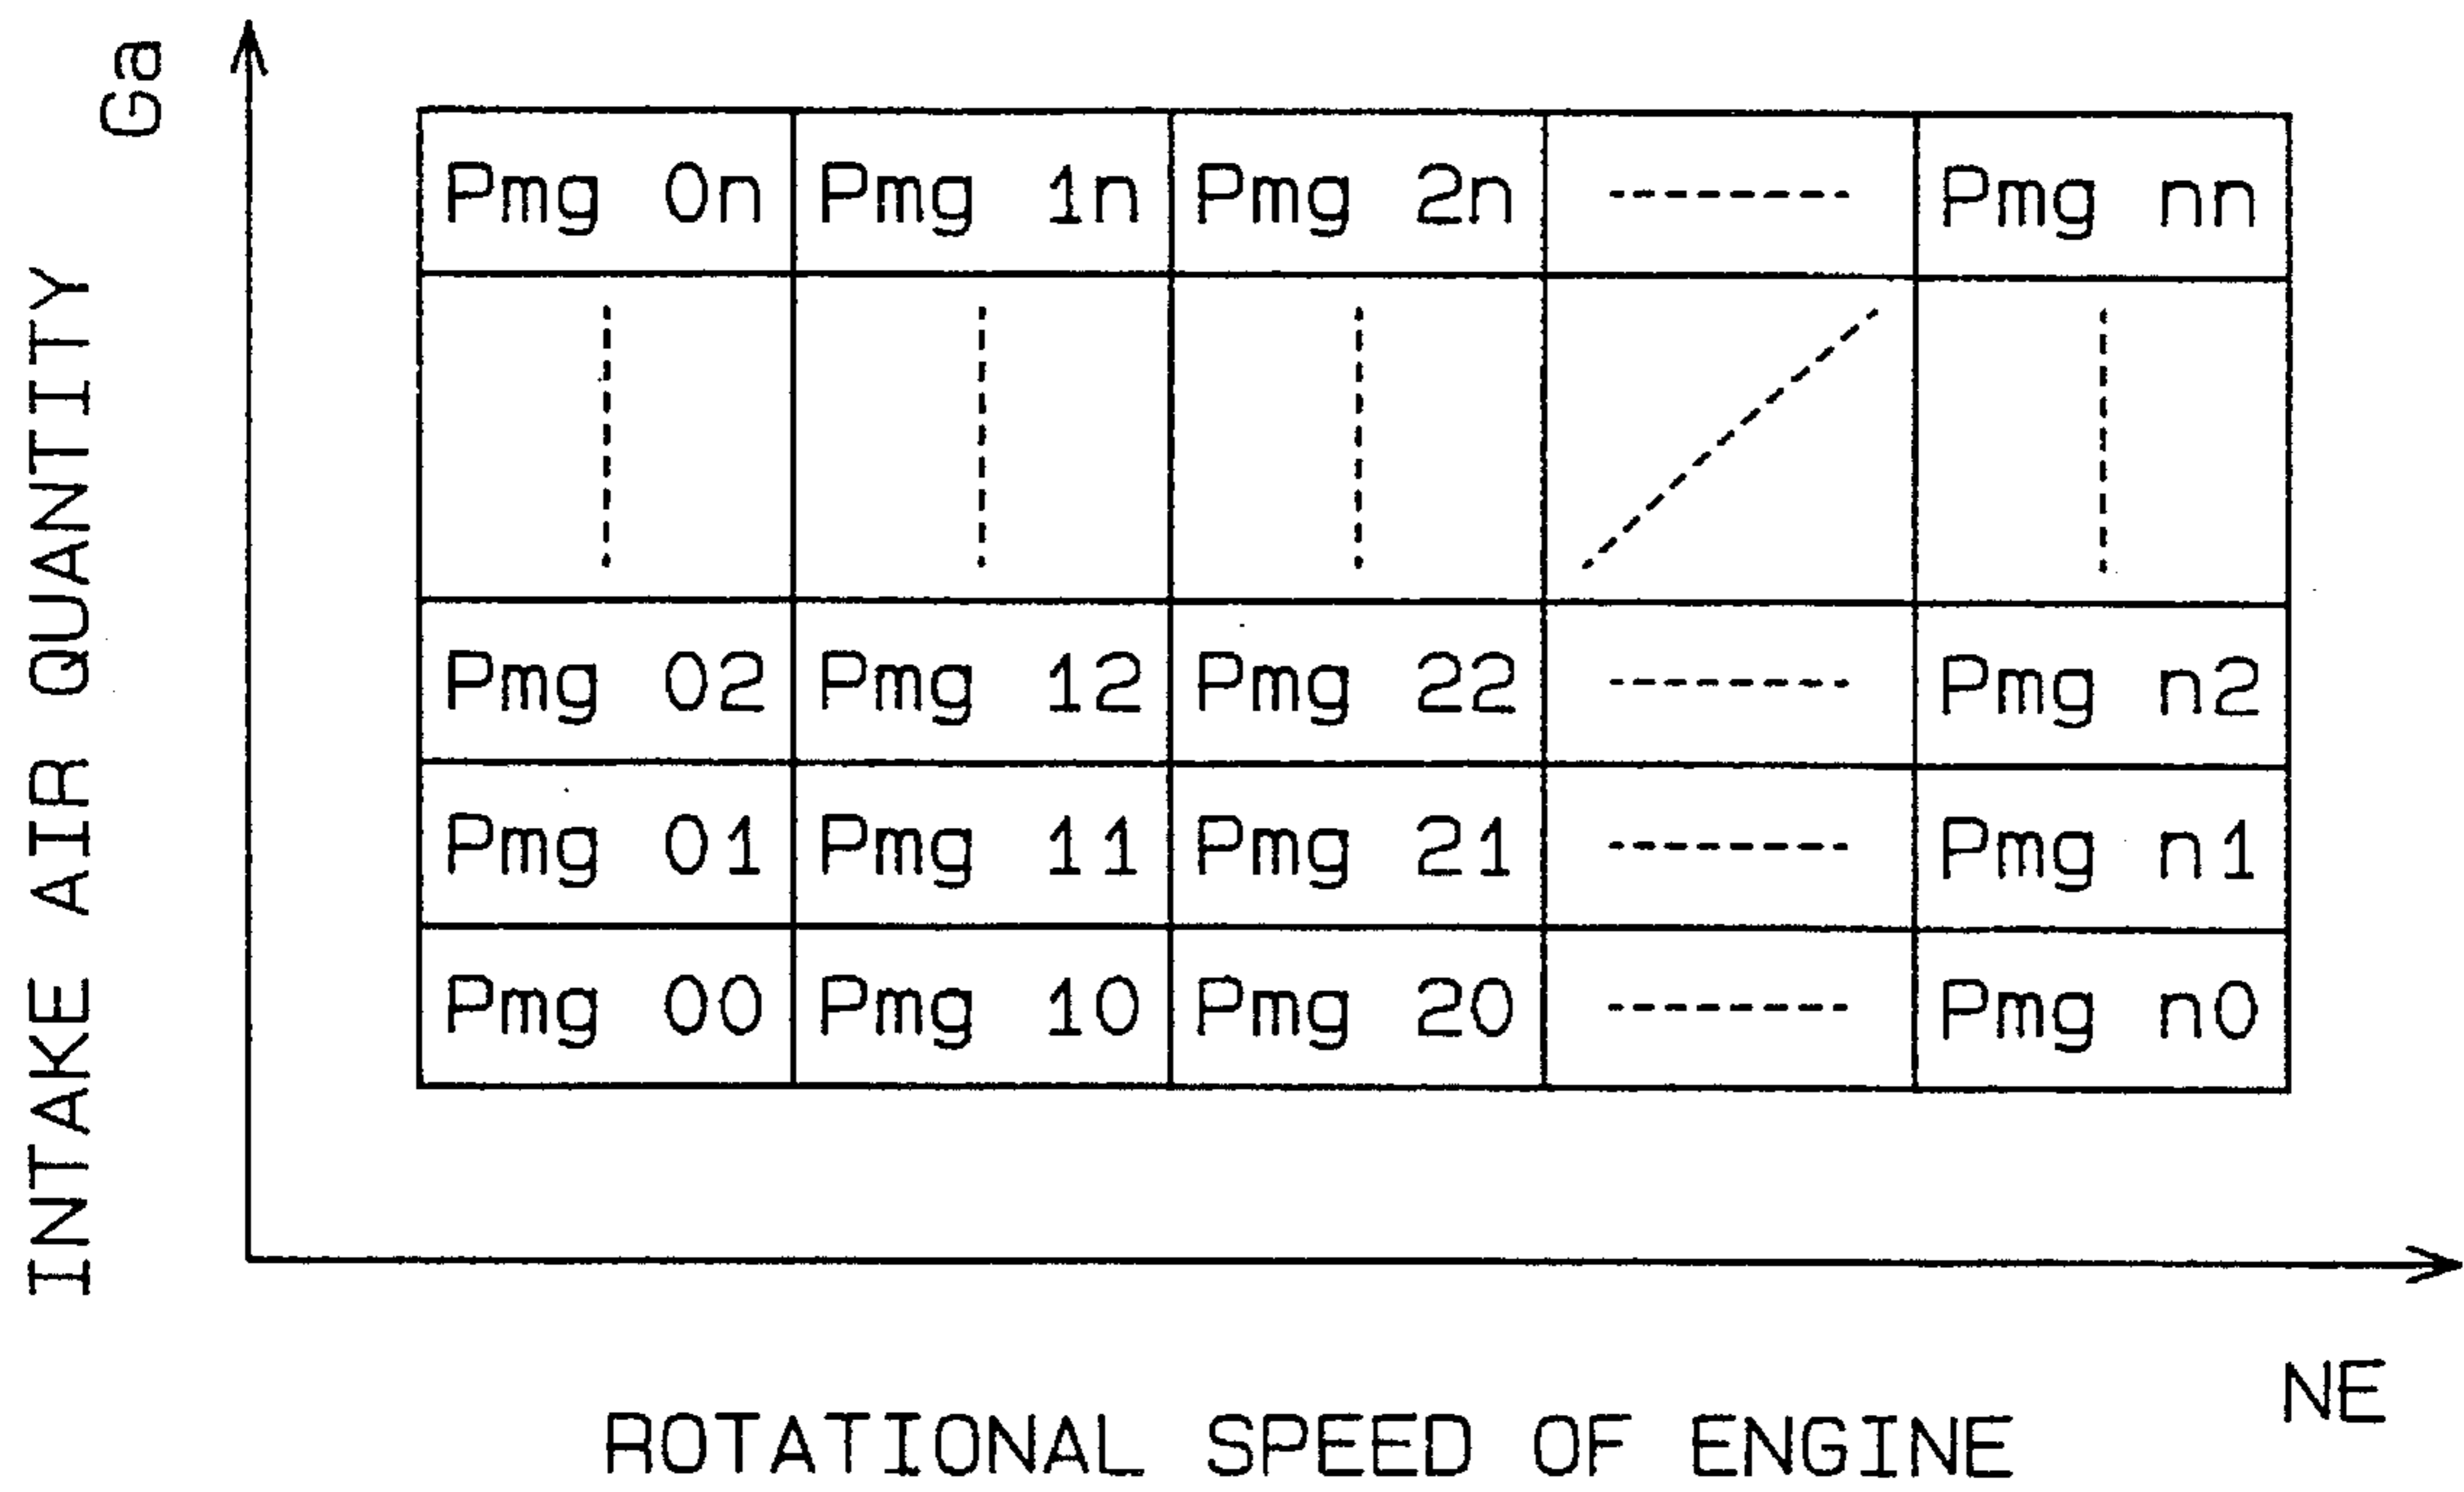 Ga
INTAKE AIR QUANTITY
Pmg 0n Pmg 1n Pmg 2n Pmg nn
Pmg 02 Pmg 12 Pmg 22 Pmg n2
Pmg 01 Pmg 11 Pmg 21 Pmg n1
Pmg 00 Pmg 10 Pmg 20 Pmg n0
NE
ROTATIONAL SPEED OF ENGINE